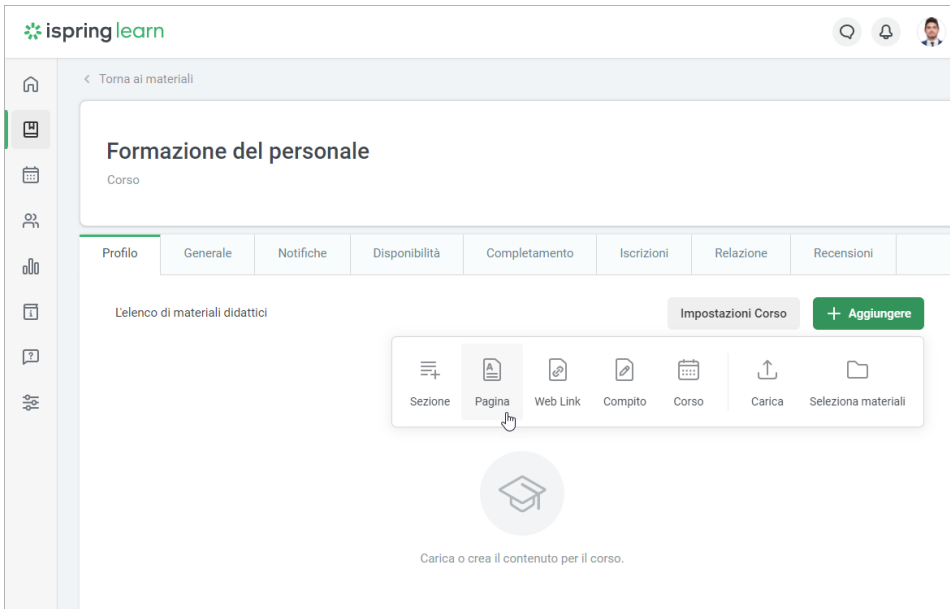 ispring learn
Torna ai materiali
Formazione del personale
Corso
Profilo Generale Notifiche Disponibilità Completamento Iscrizioni Relazione Recensioni
L'elenco di materiali didattici Impostazioni Corso + Aggiungere
Sezione Pagina Web Link Compito Corso Carica Seleziona materiali
Carica o crea il contenuto per il corso.